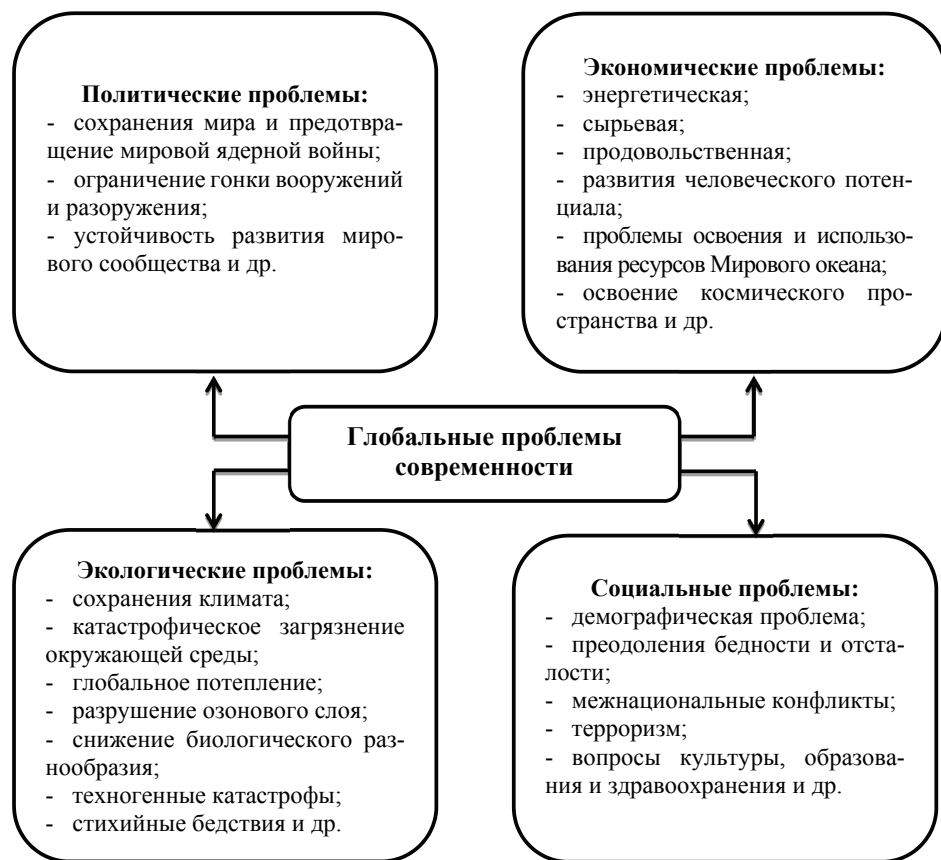 Политические проблемы:
- сохранения мира и предотвра-
щение мировой ядерной войны;
- ограничение гонки вооружений
и разоружения;
- устойчивость развития миро-
вого сообщества и др.
Экономические проблемы:
- энергетическая;
- сырьевая;
- продовольственная;
- развития человеческого потен-
циала;
- проблемы освоения и использо-
вания ресурсов Мирового океана;
- освоение космического про-
странства и др.
Глобальные проблемы
современности
Экологические проблемы:
- сохранения климата;
- катастрофическое загрязнение
окружающей среды;
- глобальное потепление;
- разрушение озонового слоя;
- снижение биологического раз-
нообразия;
- техногенные катастрофы;
- стихийные бедствия и др.
Социальные проблемы:
- демографическая проблема;
- преодоления бедности и отста-
лости;
- межнациональные конфликты;
- терроризм;
- вопросы культуры, образова-
ния и здравоохранения и др.